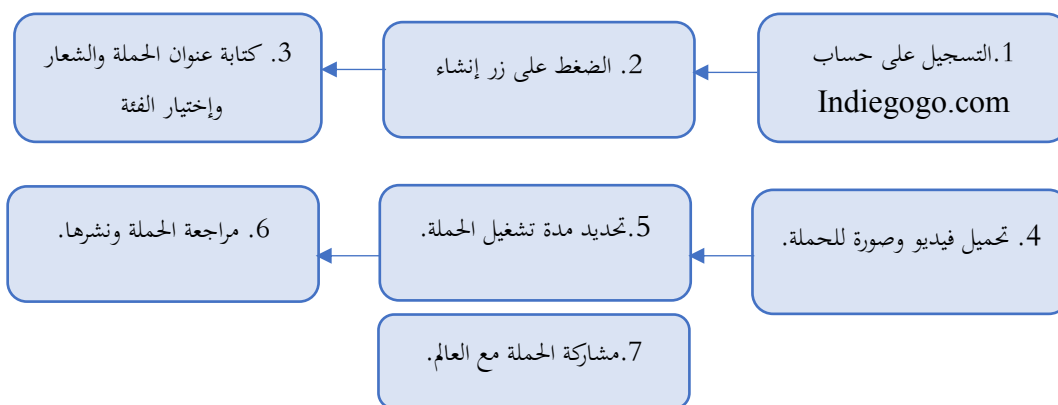 1.التسجيل على حساب
Indiegogo.com
2. الضغط على زر إنشاء
3. كتابة عنوان الحملة والشعار
وإختيار الفئة
4. تحميل فيديو وصورة للحملة.
5.تحديد مدة تشغيل الحملة.
6. مراجعة الحملة ونشرها.
7.مشاركة الحملة مع العالم.